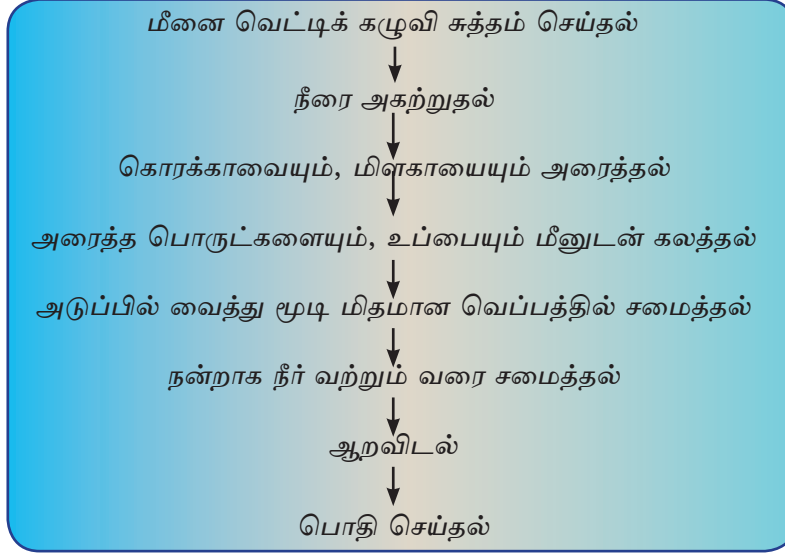 மீனை வெட்டிக் கழுவி சுத்தம் செய்தல்
நீரை அகற்றுதல்
கொரக்காவையும், மிளகாயையும் அரைத்தல்
அரைத்த பொருட்களையும், உப்பையும் மீனுடன் கலத்தல்
அடுப்பில் வைத்து மூடி மிதமான வெப்பத்தில் சமைத்தல்
நன்றாக நீர் வற்றும் வரை சமைத்தல்
ஆறவிடல்
பொதி செய்தல்